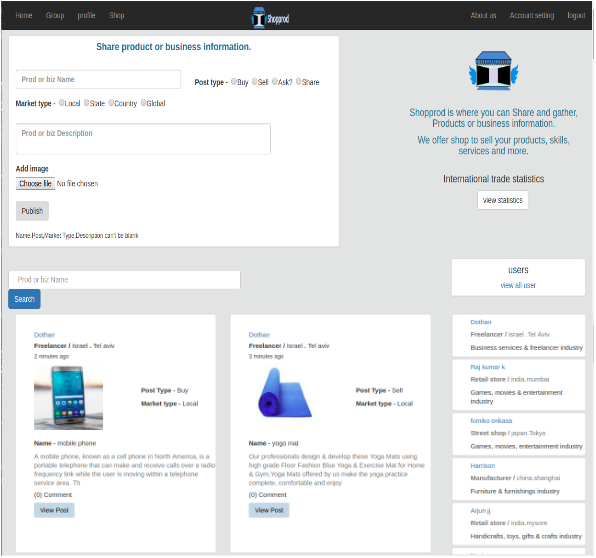 Home Group profile Shop Shopprod About us Account setting logout
Share product or business information.
Prod or biz Name
Post type - Buy Sell Ask? Share
Market type - Local State Country Global
Prod or biz Description
Add image
Choose file No file chosen
Publish
Name,Post,Market Type,Description can't be blank
Shopprod is where you can Share and gather,
Products or business information.
We offer shop to sell your products, skills,
services and more.
International trade statistics
view statistics
users
view all user
Prod or biz Name
Search
Dothan
Freelancer / Israel . Tel aviv
2 minutes ago
Post Type - Buy
Market type - Local
Name - mobile phone
A mobile phone, known as a cell phone in North America, is a
portable telephone that can make and receive calls over a radio
frequency link while the user is moving within a telephone
service area. Th
(0) Comment
View Post
Dothan
Freelancer / Israel . Tel aviv
3 minutes ago
Post Type - Sell
Market type - Local
Name - yogo mat
Our professionals design & develop these Yoga Mats using
high grade Floor Fashion Blue Yoga & Exercise Mat for Home
& Gym.Yoga Mats offered by us make the yoga practice
complete, comfortable and enjoy
(0) Comment
View Post
Dothan
Freelancer / israel .Tel Aviv
Business services & freelancer industry
Raj kumar k
Retail store / india.mumbai
Games, movies & entertainment
industry
fumiko onkasa
Street shop / japan.Tokyo
Games, movies, entertainment industry
Harrison
Manufacturer / china.shanghai
Furniture & furnishings industry
Arjun jj
Retail store / india.mysore
Handicrafts, toys, gifts & crafts industry